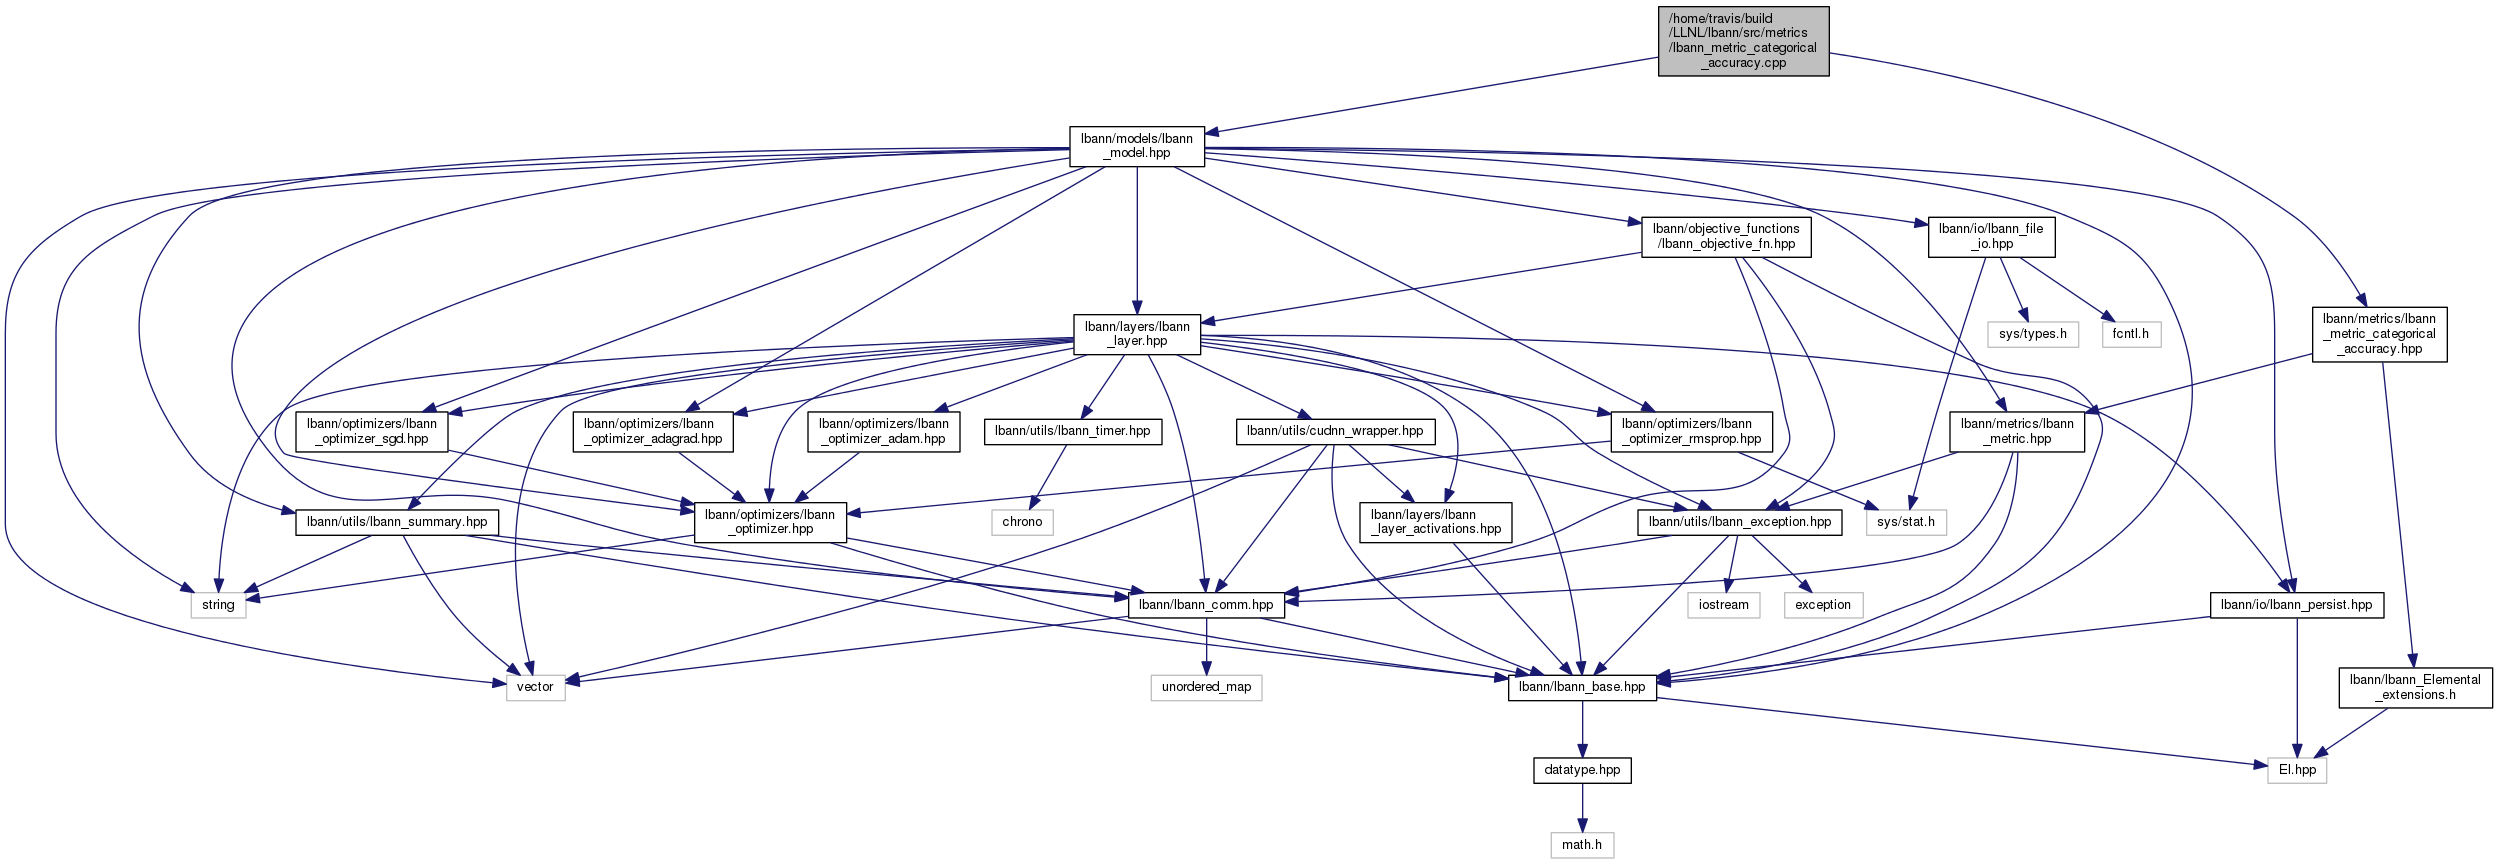 /home/travis/build
/LLNL/lbann/src/metrics
/lbann_metric_categorical
_accuracy.cpp
lbann/models/lbann
_model.hpp
lbann/objective_functions
/lbann_objective_fn.hpp
lbann/io/lbann_file
_io.hpp
lbann/layers/lbann
_layer.hpp
sys/types.h
fcntl.h
lbann/metrics/lbann
_metric_categorical
_accuracy.hpp
lbann/optimizers/lbann
_optimizer_sgd.hpp
lbann/optimizers/lbann
_optimizer_adagrad.hpp
lbann/optimizers/lbann
_optimizer_adam.hpp
lbann/utils/lbann_timer.hpp
lbann/utils/cudnn_wrapper.hpp
lbann/optimizers/lbann
_optimizer_rmsprop.hpp
lbann/metrics/lbann
_metric.hpp
lbann/utils/lbann_summary.hpp
lbann/optimizers/lbann
_optimizer.hpp
chrono
lbann/layers/lbann
_layer_activations.hpp
lbann/utils/lbann_exception.hpp
sys/stat.h
string
lbann/lbann_comm.hpp
iostream
exception
lbann/io/lbann_persist.hpp
vector
unordered_map
lbann/lbann_base.hpp
lbann/lbann_Elemental
_extensions.h
datatype.hpp
El.hpp
math.h